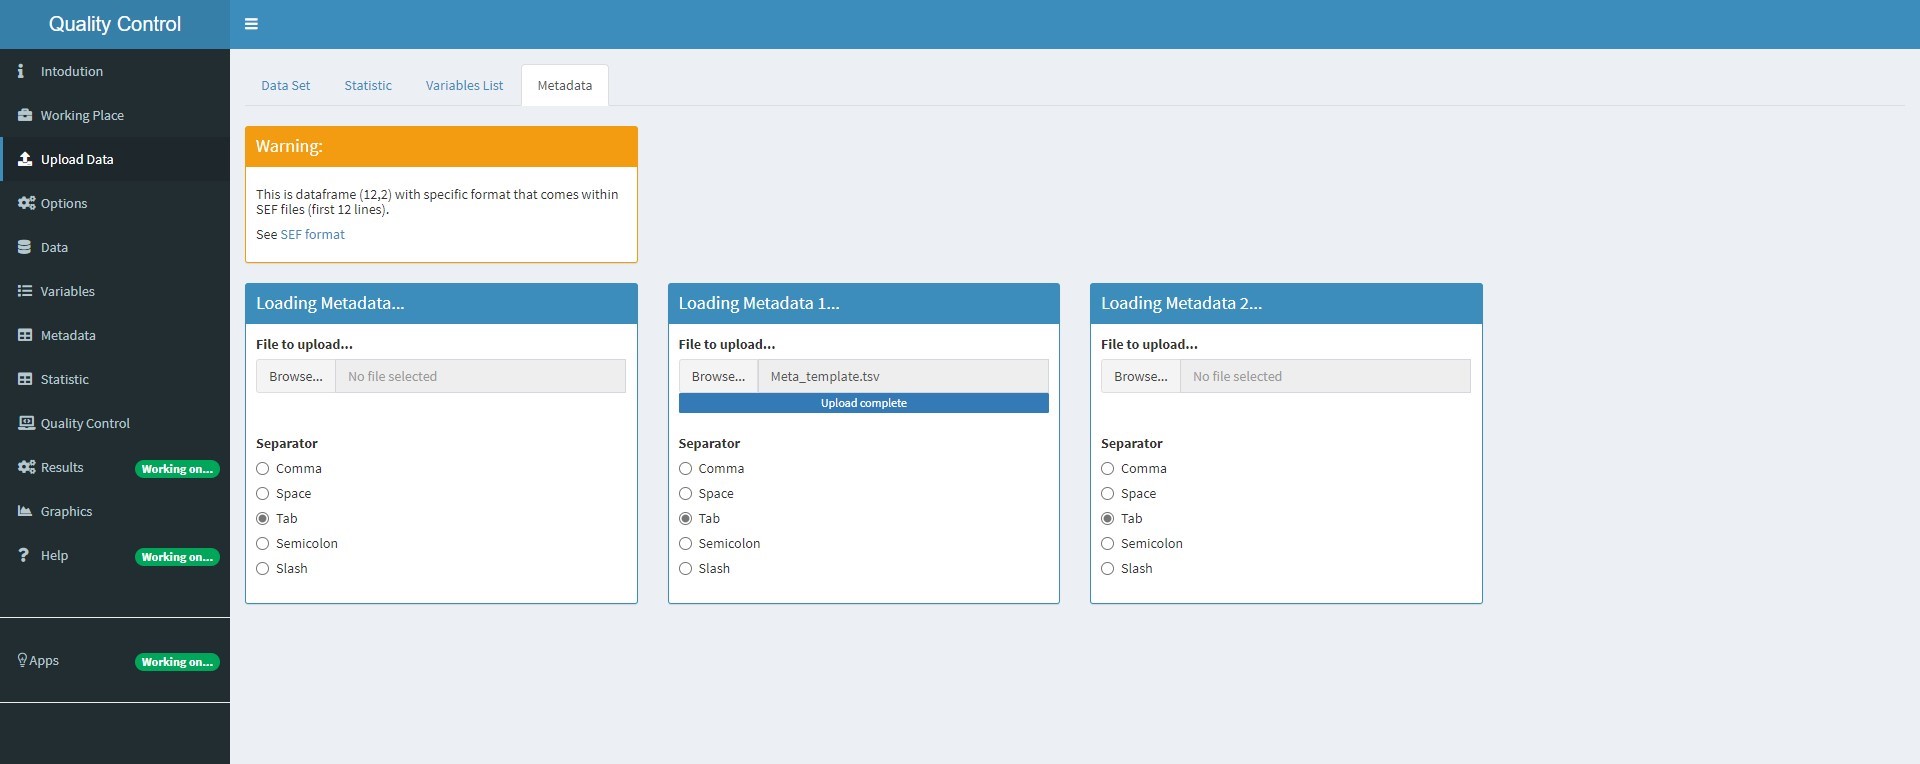 Quality Control
Intodution
Working Place
Upload Data
Options
Data
Variables
Metadata
Statistic
Quality Control
Results Working on...
Graphics
Help Working on...
Apps Working on...
Data Set Statistic Variables List Metadata
Warning:
This is dataframe (12,2) with specific format that comes within
SEF files (first 12 lines).
See SEF format
Loading Metadata...
File to upload...
Browse... No file selected
Separator
Comma
Space
Tab
Semicolon
Slash
Loading Metadata 1...
File to upload...
Browse... Meta_template.tsv
Upload complete
Separator
Comma
Space
Tab
Semicolon
Slash
Loading Metadata 2...
File to upload...
Browse... No file selected
Separator
Comma
Space
Tab
Semicolon
Slash